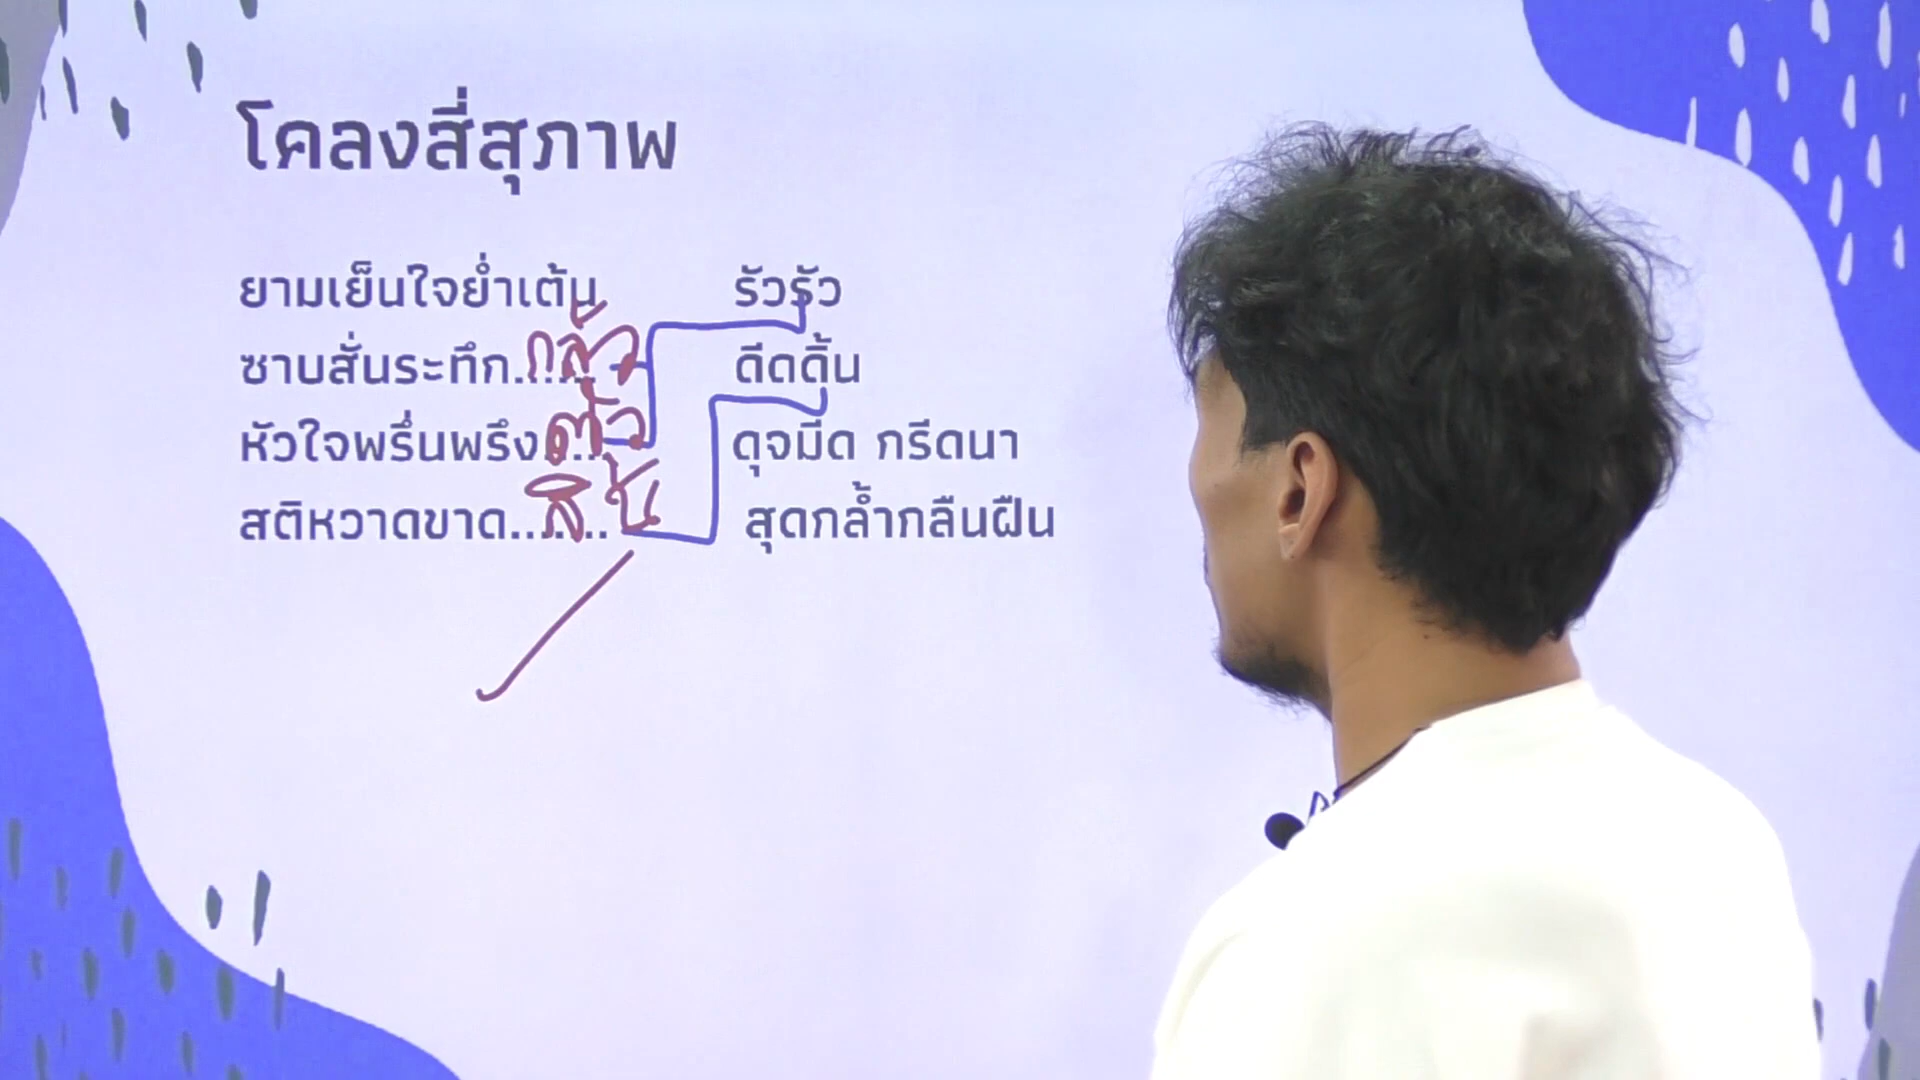 โคลงสี่สุภาพ
ยามเย็นใจย่ำเต้น รัวรัว
ซาบสั่นระทึก.......กลัว ดีดดิ้น
หัวใจพรึ่นพรึง.....ตัว ดุจมีด กรีดนา
สติหวาดขาด.......สิ้น สุดกล้ำกลืนฝืน